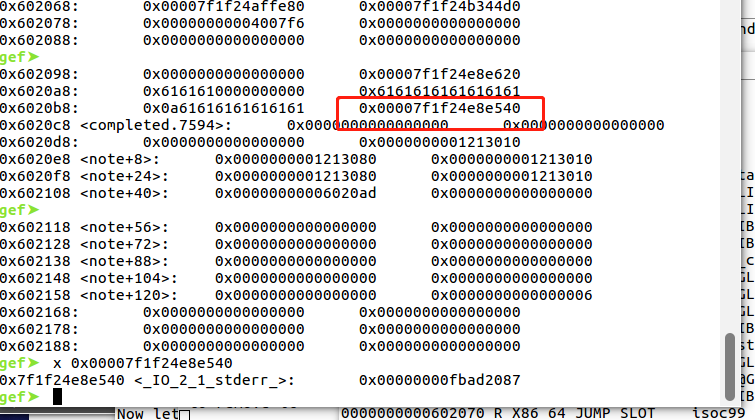 0x602068: 0x00007f1f24affe80 0x00007f1f24b344d0
0x602078: 0x00000000004007f6 0x0000000000000000
0x602088: 0x0000000000000000 0x0000000000000000
gef➤
0x602098: 0x0000000000000000 0x00007f1f24e8e620
0x6020a8: 0x6161610000000000 0x6161616161616161
0x6020b8: 0x0a61616161616161 0x00007f1f24e8e540
0x6020c8 <completed.7594>: 0x0000000000000000 0x0000000000000000
0x6020d8: 0x0000000000000000 0x0000000001213010
0x6020e8 <note+8>: 0x0000000001213080 0x0000000001213010
0x6020f8 <note+24>: 0x0000000001213080 0x0000000001213010
0x602108 <note+40>: 0x00000000006020ad 0x0000000000000000
gef➤
0x602118 <note+56>: 0x0000000000000000 0x0000000000000000
0x602128 <note+72>: 0x0000000000000000 0x0000000000000000
0x602138 <note+88>: 0x0000000000000000 0x0000000000000000
0x602148 <note+104>: 0x0000000000000000 0x0000000000000000
0x602158 <note+120>: 0x0000000000000000 0x0000000000000006
0x602168: 0x0000000000000000 0x0000000000000000
0x602178: 0x0000000000000000 0x0000000000000000
0x602188: 0x0000000000000000 0x0000000000000000
gef➤ x 0x00007f1f24e8e540
0x7f1f24e8e540 <_IO_2_1_stderr_>: 0x00000000fbad2087
gef➤
Now let 0000000000602070 R_X86_64_JUMP_SLOT isoc99